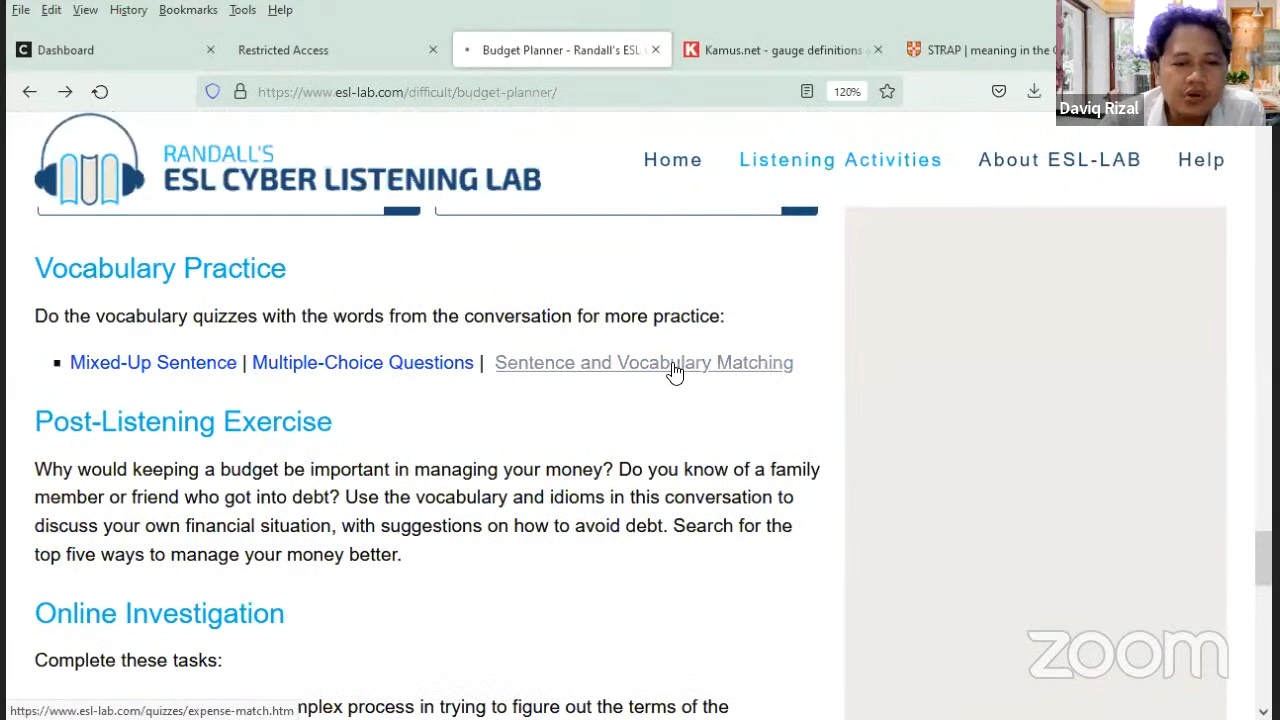 File Edit View History Bookmarks Tools Help
Dashboard
Restricted Access
Budget Planner - Randall's ESL
Kamus.net - gauge definitions
STRAP | meaning in the
https://www.esl-lab.com/difficult/budget-planner/
120%
Daviq Rizal
RANDALL'S
ESL CYBER LISTENING LAB
Home Listening Activities About ESL-LAB Help
Vocabulary Practice
Do the vocabulary quizzes with the words from the conversation for more practice:
Mixed-Up Sentence | Multiple-Choice Questions | Sentence and Vocabulary Matching
Post-Listening Exercise
Why would keeping a budget be important in managing your money? Do you know of a family
member or friend who got into debt? Use the vocabulary and idioms in this conversation to
discuss your own financial situation, with suggestions on how to avoid debt. Search for the
top five ways to manage your money better.
Online Investigation
Complete these tasks:
zoom
https://www.esl-lab.com/quizzes/expense-match.htm
process in trying to figure out the terms of the